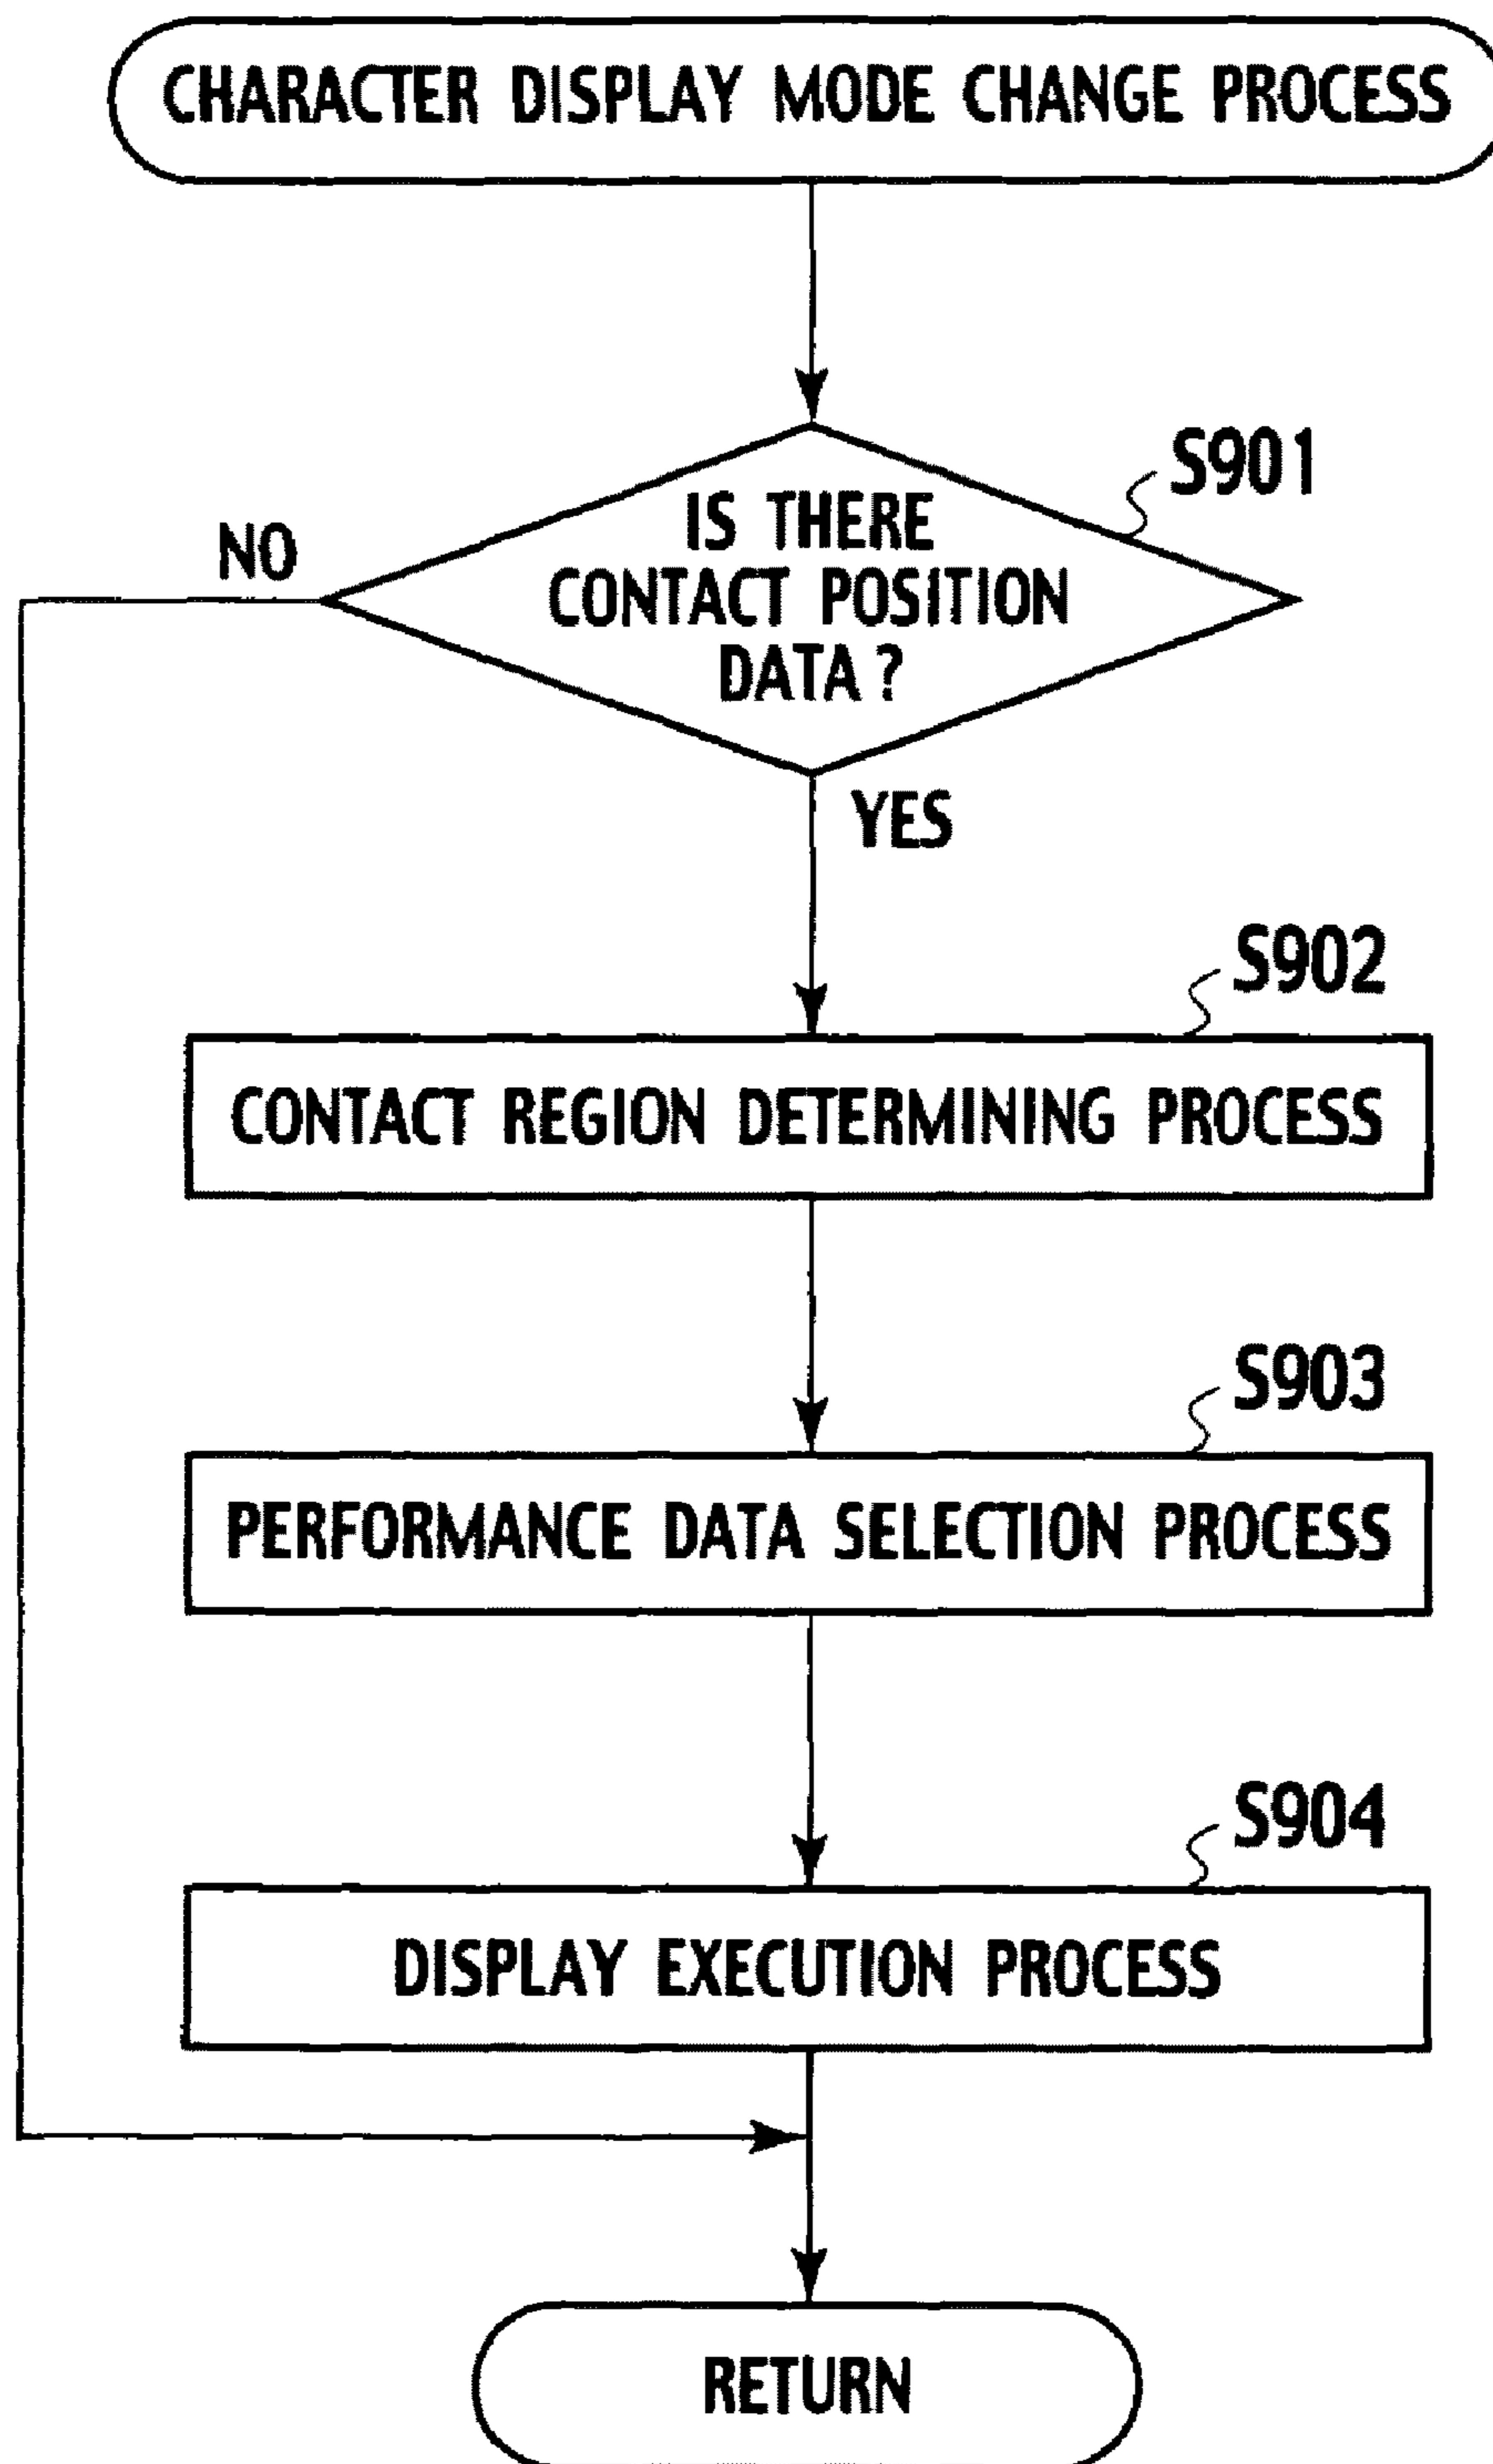 CHARACTER DISPLAY MODE CHANGE PROCESS
S901
IS THERE
CONTACT POSITION
DATA?
NO
YES
S902
CONTACT REGION DETERMINING PROCESS
S903
PERFORMANCE DATA SELECTION PROCESS
S904
DISPLAY EXECUTION PROCESS
RETURN